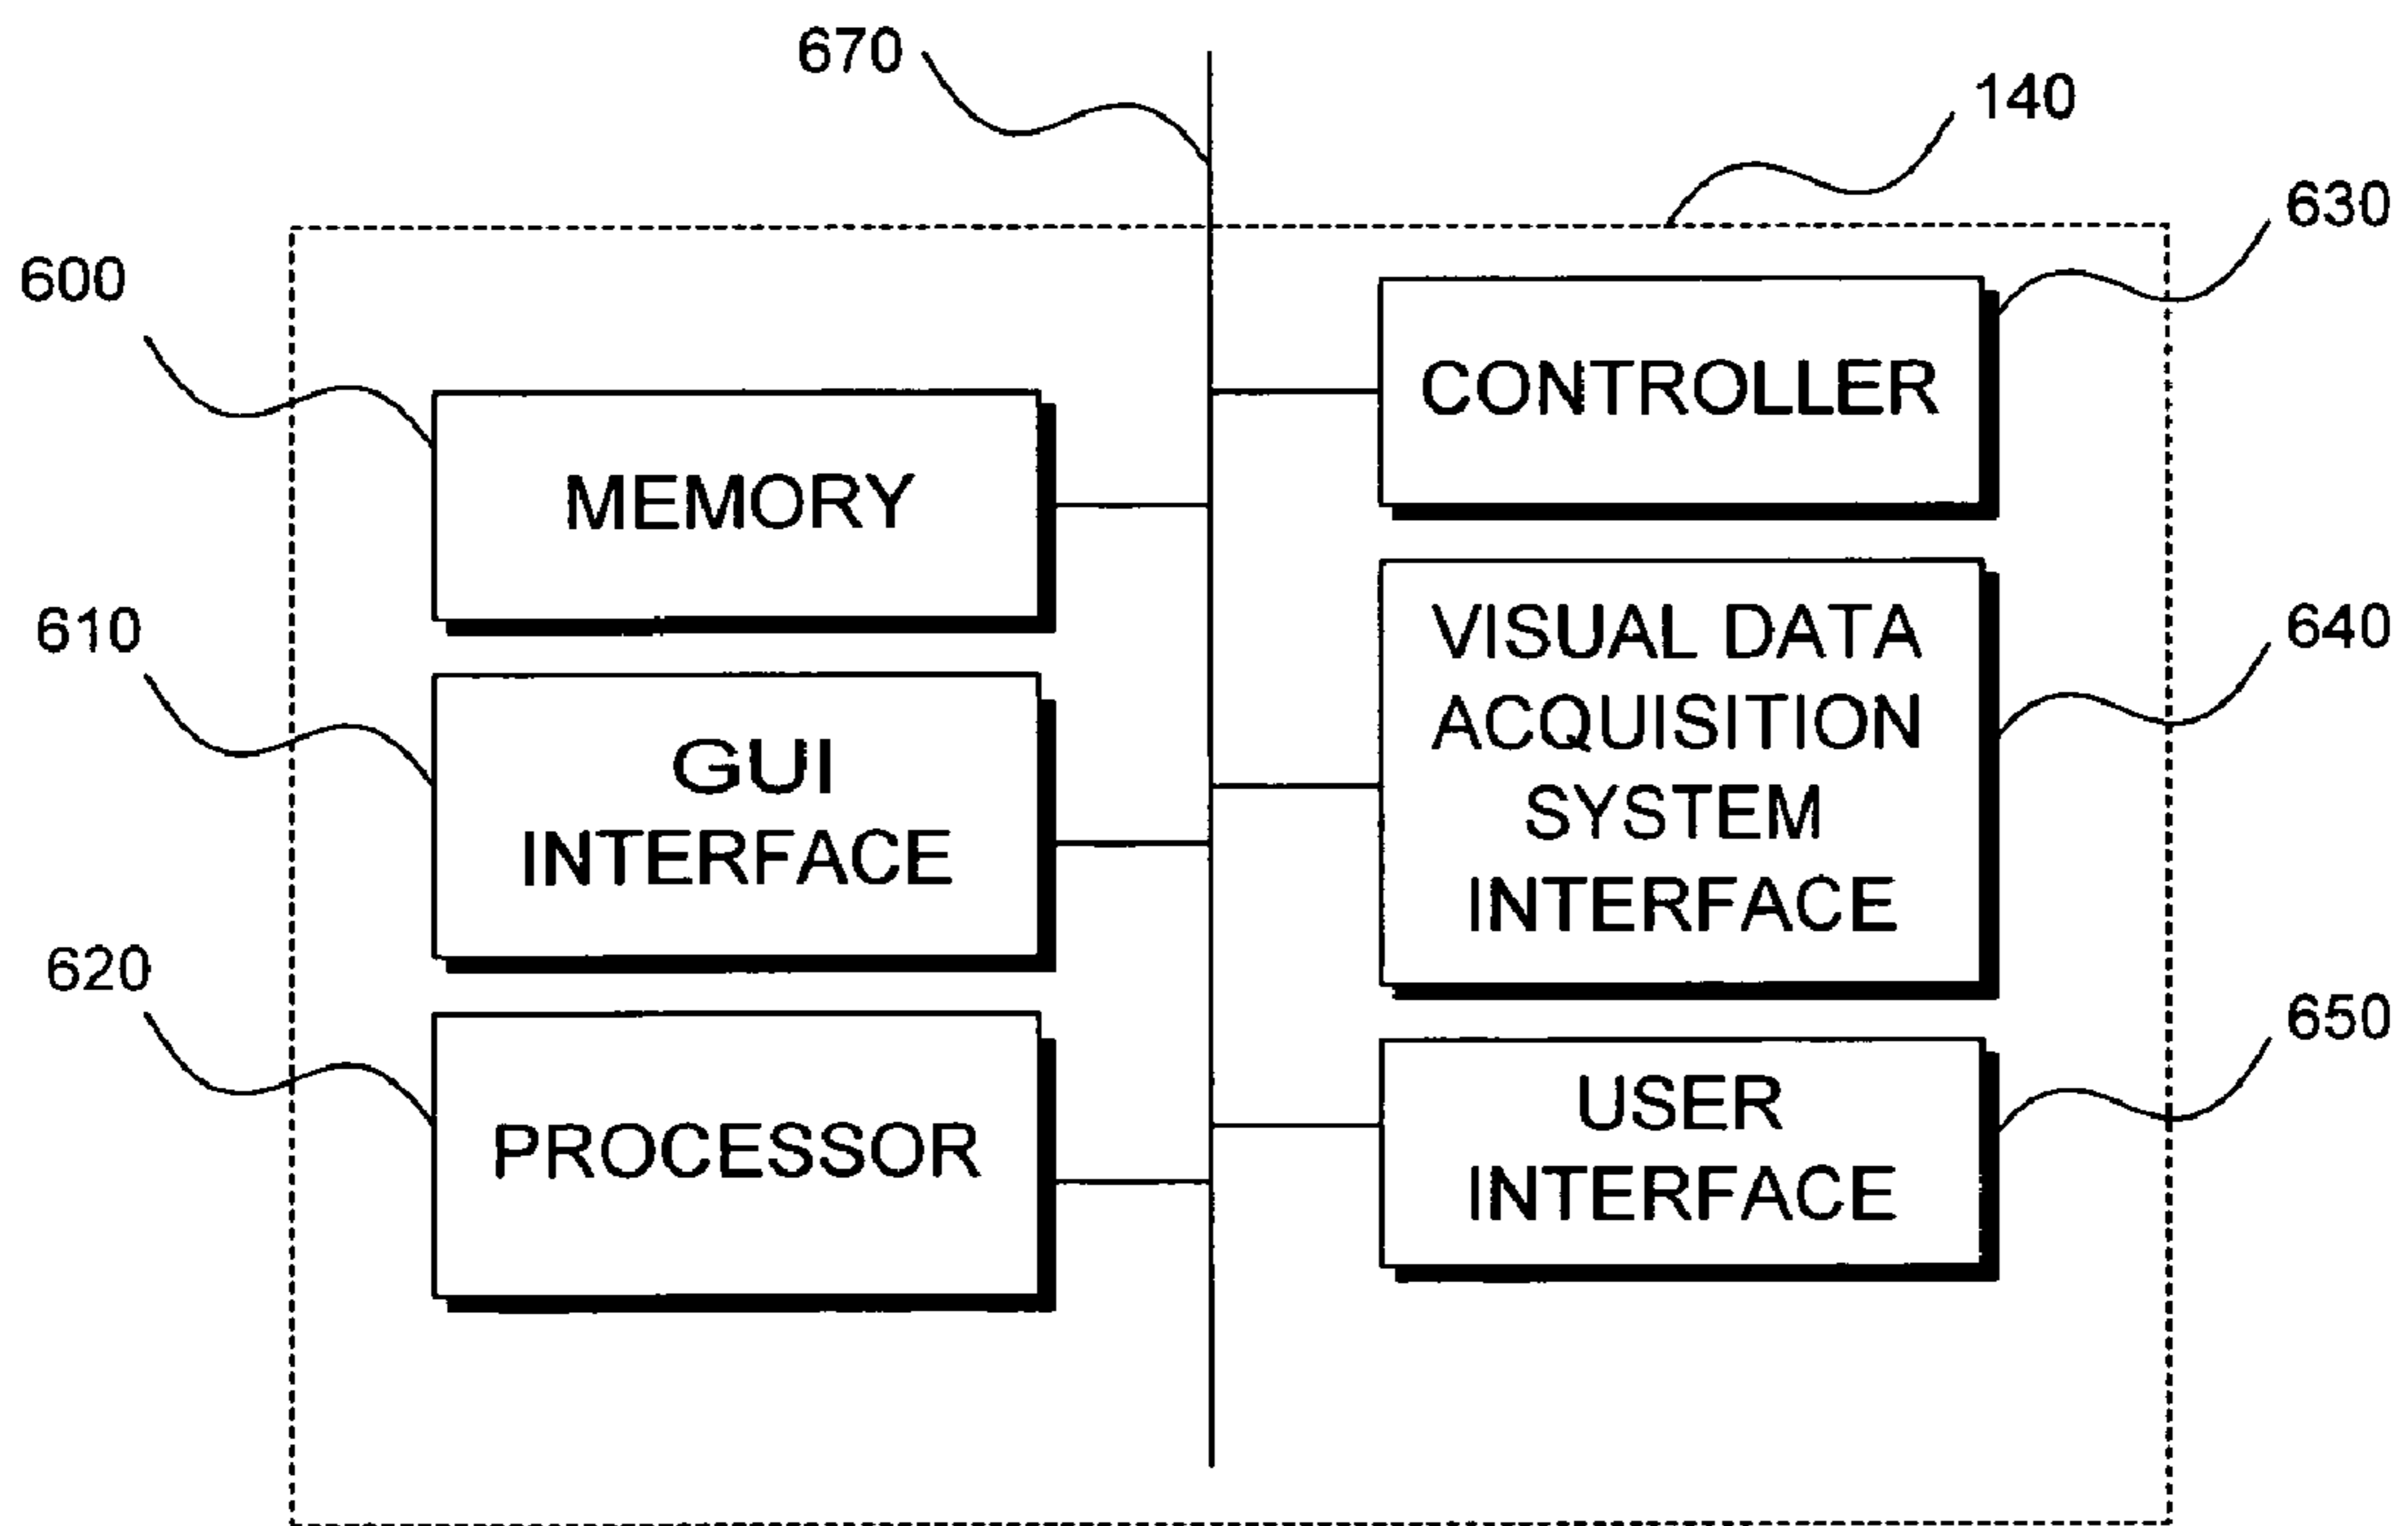 670
140
630
600
CONTROLLER
MEMORY
610
VISUAL DATA
ACQUISITION
SYSTEM
INTERFACE
640
GUI
INTERFACE
620
PROCESSOR
650
USER
INTERFACE